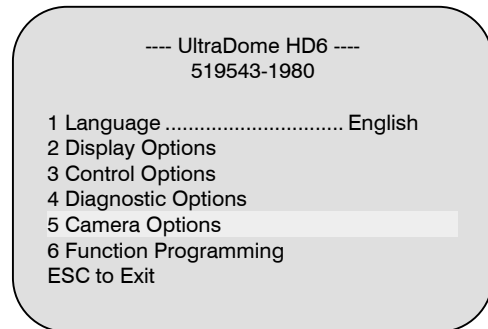 ---- UltraDome HD6 ----
519543-1980
1 Language ............................... English
2 Display Options
3 Control Options
4 Diagnostic Options
5 Camera Options
6 Function Programming
ESC to Exit